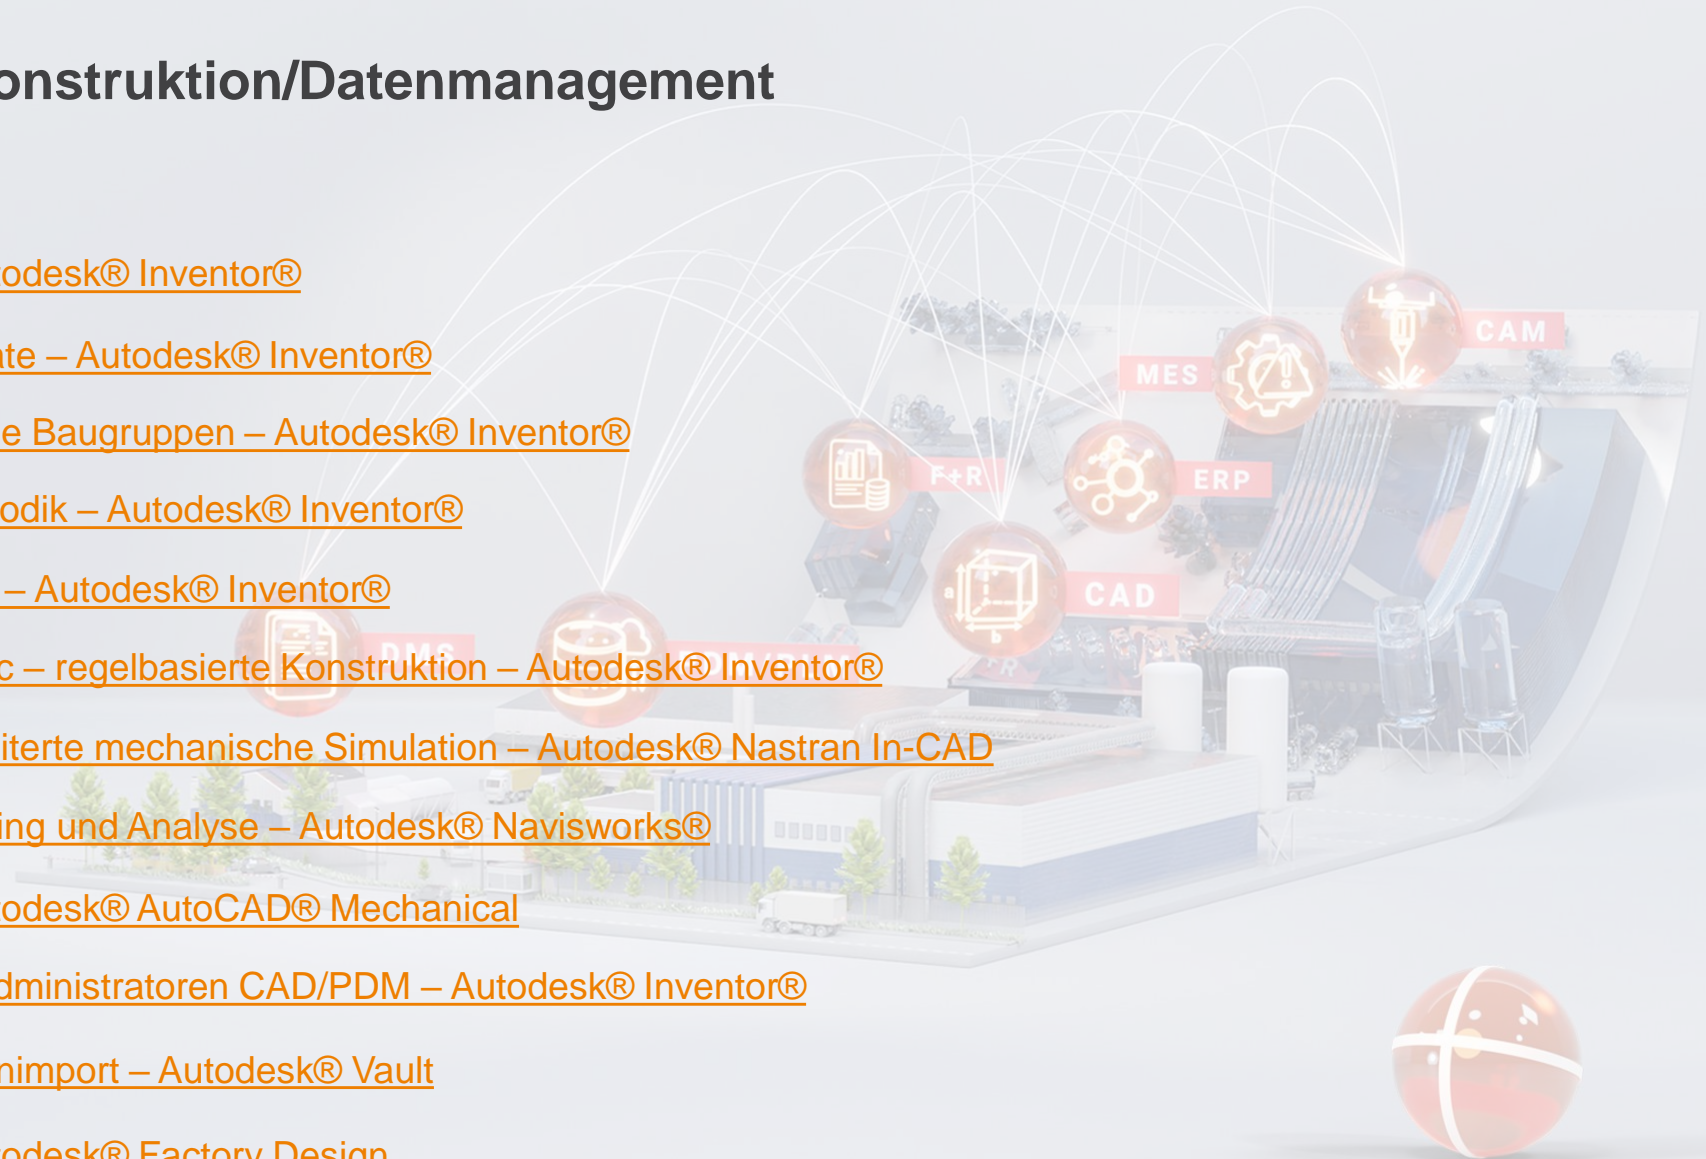 onstruktion/Datenmanagement
odesk® Inventor®
ate – Autodesk® Inventor®
e Baugruppen – Autodesk® Inventor®
odik – Autodesk® Inventor®
– Autodesk® Inventor®
c – regelbasierte Konstruktion – Autodesk® Inventor®
iterte mechanische Simulation – Autodesk® Nastran In-CAD
ing und Analyse – Autodesk® Navisworks®
odesk® AutoCAD® Mechanical
dministratoren CAD/PDM – Autodesk® Inventor®
nimport – Autodesk® Vault
odesk® Factory Design
CAM
MES
F+R
ERP
CAD
a
b
DMS